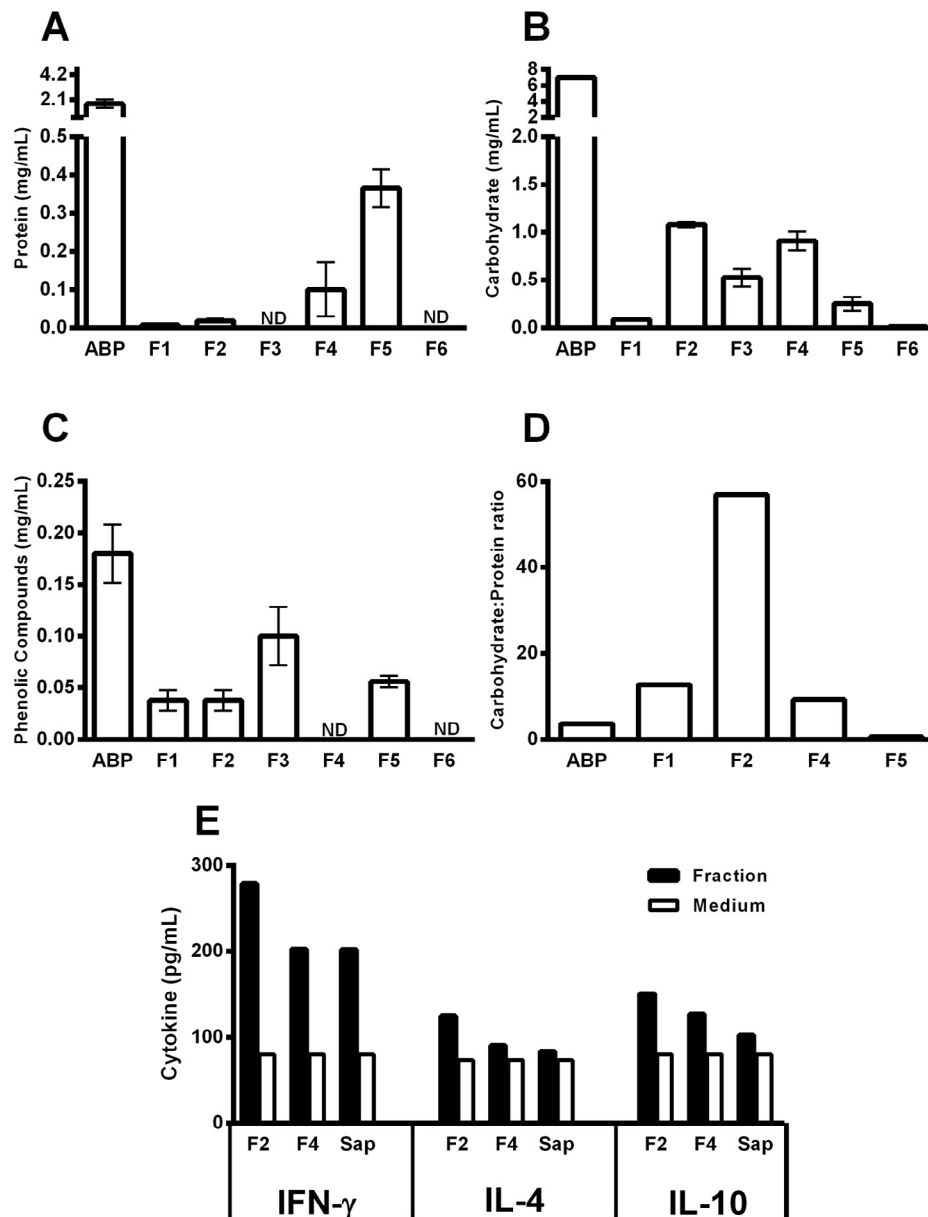 A
Protein (mg/mL)
4.2
2.1
0.5
0.4
0.3
0.2
0.1
0.0
ND
ND
ABP F1 F2 F3 F4 F5 F6
B
Carbohydrate (mg/mL)
8
6
4
2
2.0
1.5
1.0
0.5
0.0
ABP F1 F2 F3 F4 F5 F6
C
Phenolic Compounds (mg/mL)
0.25
0.20
0.15
0.10
0.05
0.00
ND
ND
ABP F1 F2 F3 F4 F5 F6
D
Carbohydrate:Protein ratio
60
40
20
0
ABP F1 F2 F4 F5
E
Cytokine (pg/mL)
300
200
100
0
Fraction
Medium
F2 F4 Sap F2 F4 Sap F2 F4 Sap
IFN-γ IL-4 IL-10